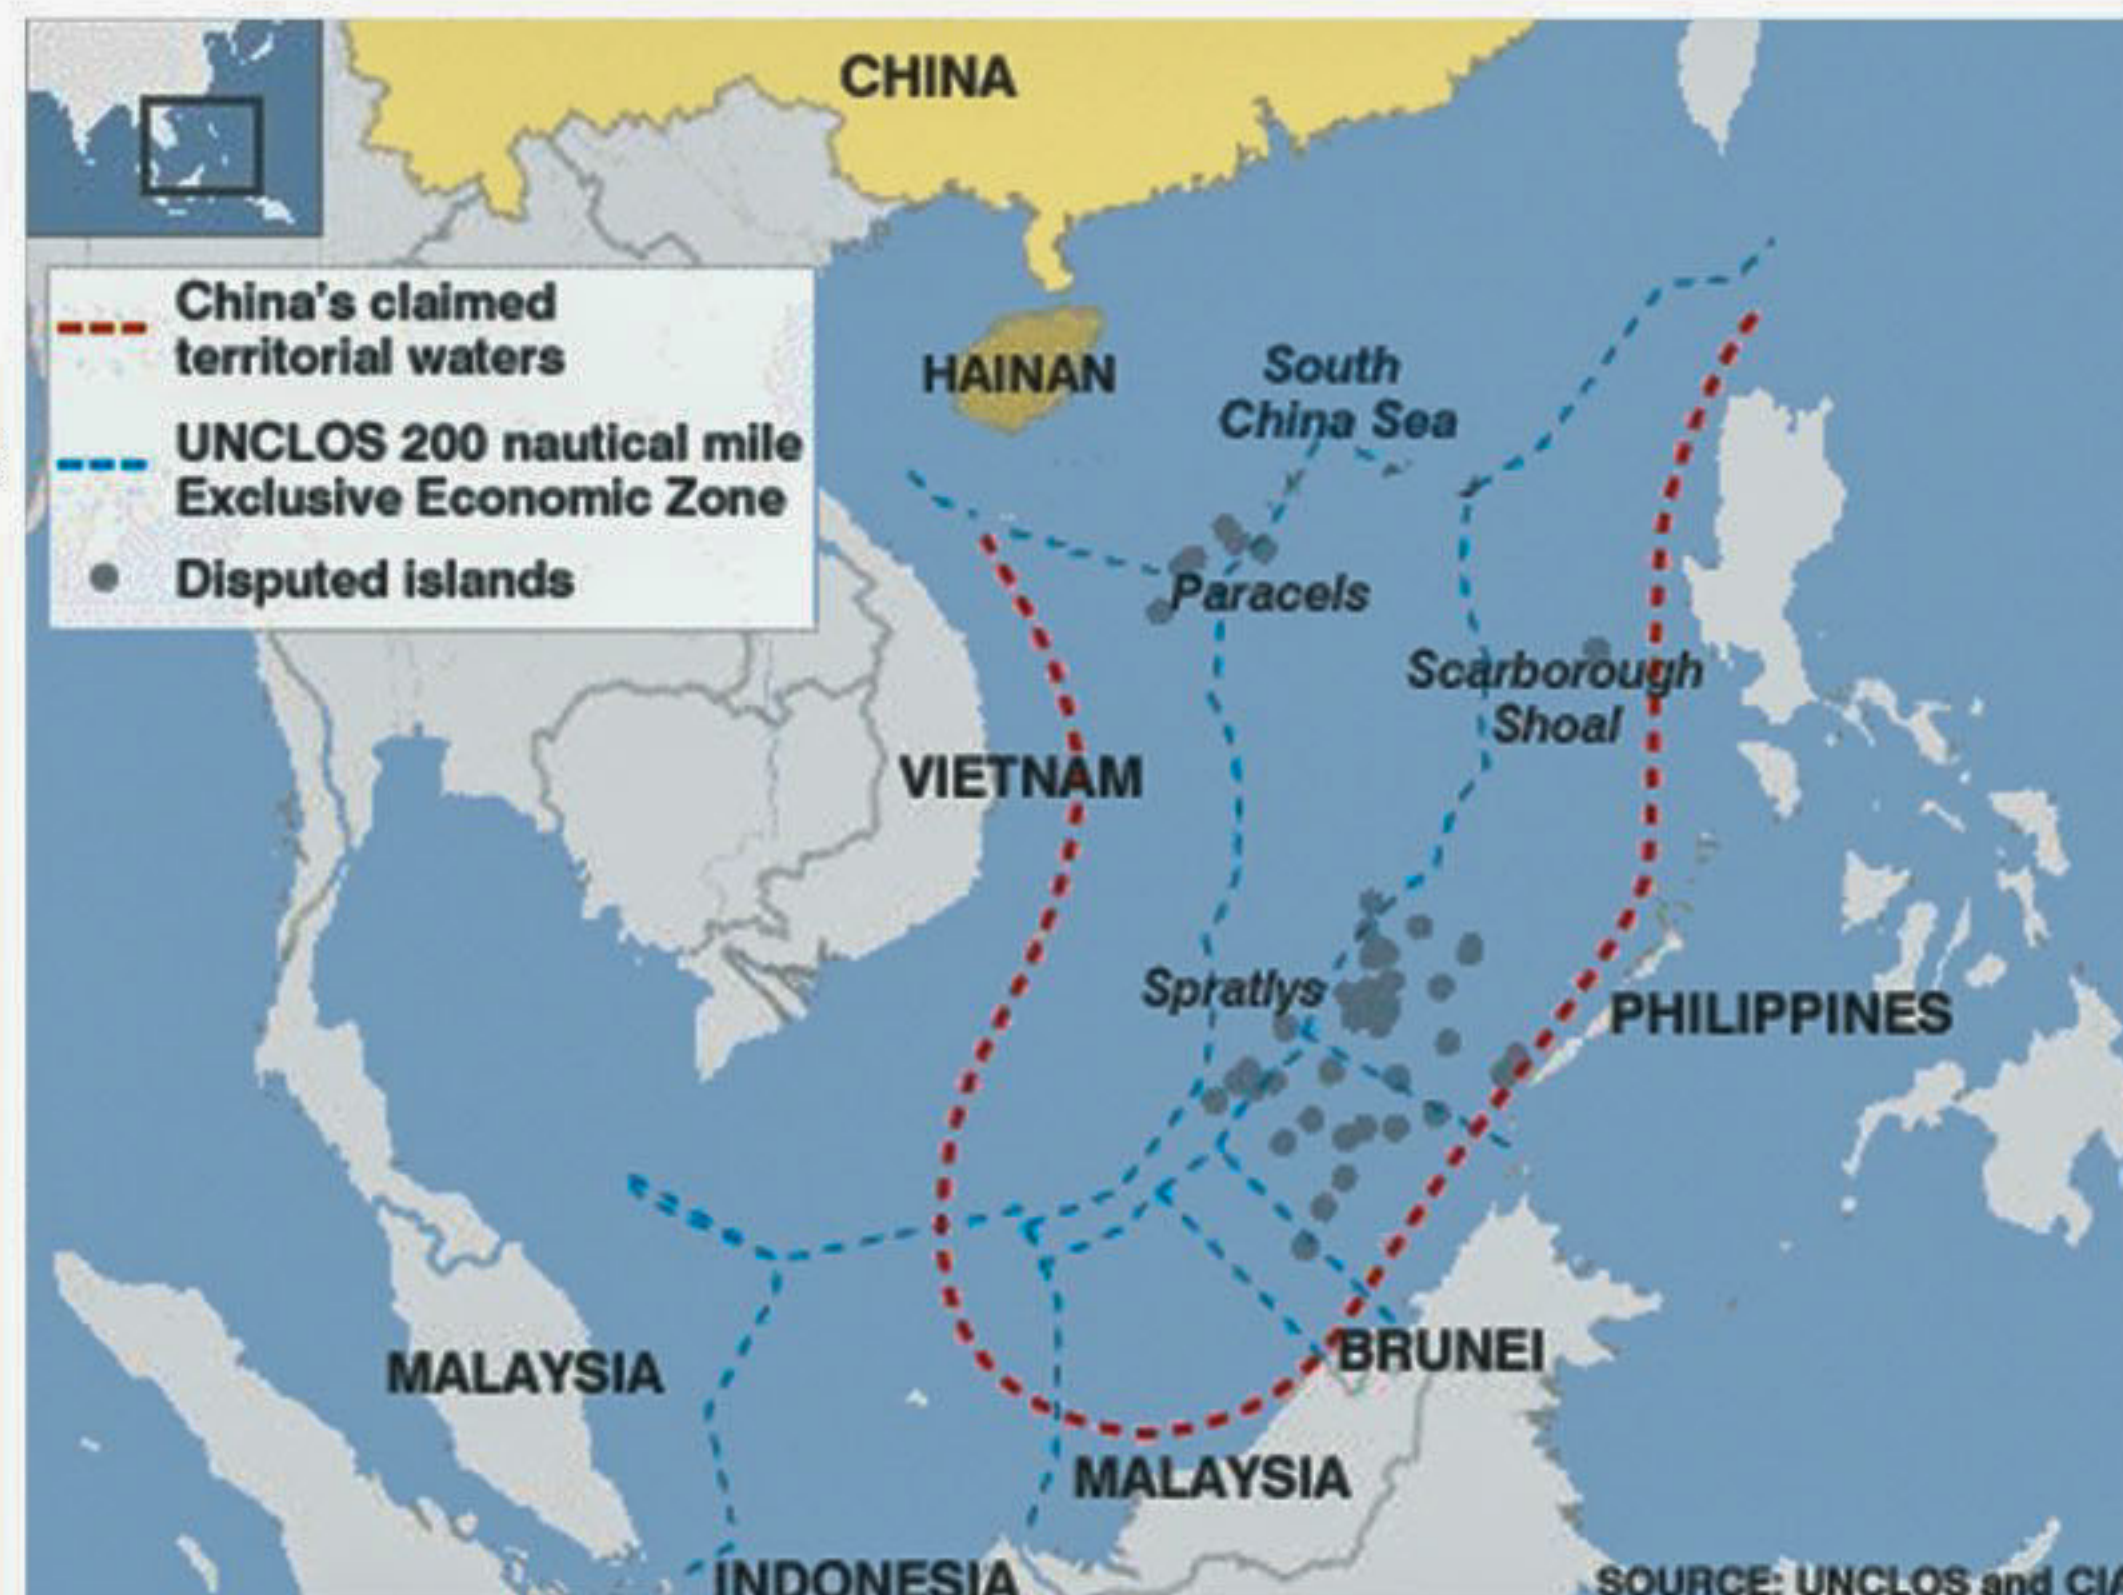 CHINA
China's claimed
territorial waters
UNCLOS 200 nautical mile
Exclusive Economic Zone
Disputed islands
HAINAN
South
China Sea
Paracels
Scarborough
Shoal
VIETNAM
Spratlys
PHILIPPINES
BRUNEI
MALAYSIA
MALAYSIA
INDONESIA
SOURCE: UNCLOS and CIA